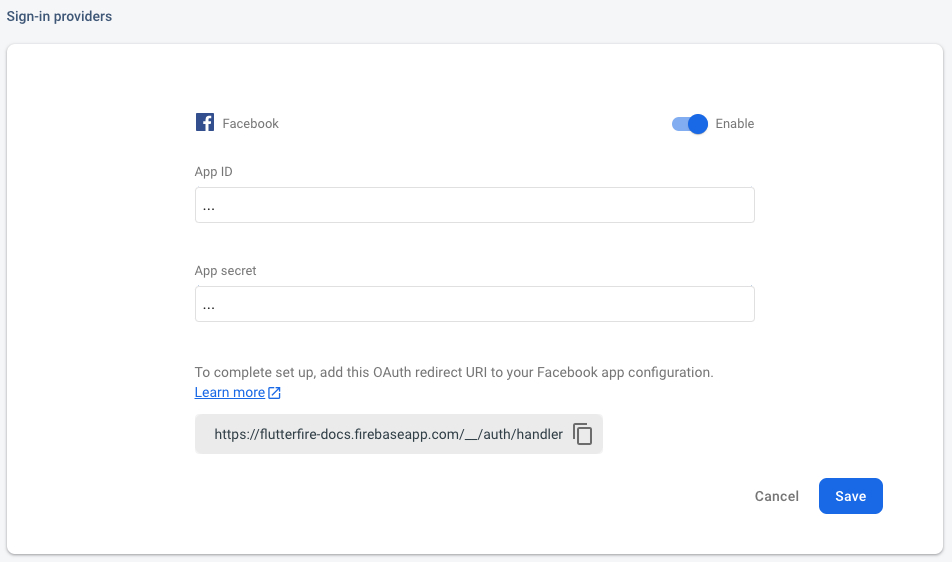 Sign-in providers
Facebook Enable
App ID
...
App secret
...
To complete set up, add this OAuth redirect URI to your Facebook app configuration.
Learn more
https://flutterfire-docs.firebaseapp.com/__/auth/handler
Cancel Save